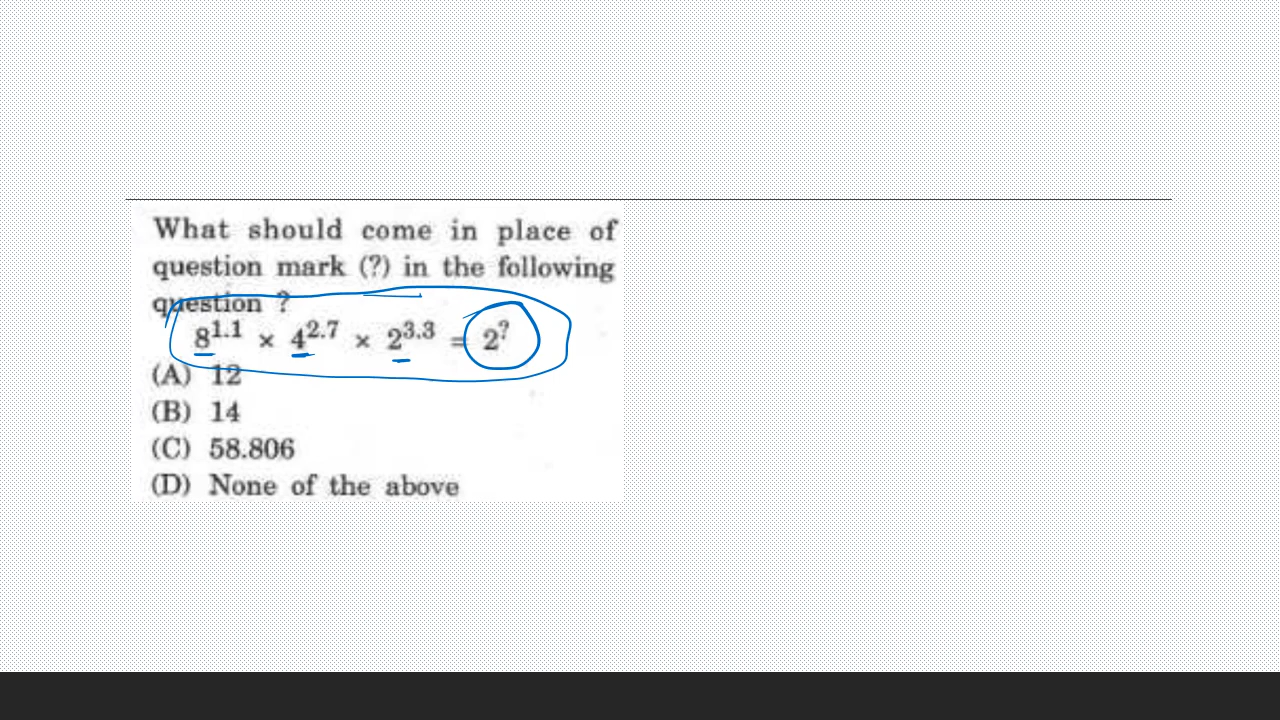 What should come in place of
question mark (?) in the following
question ?
8^1.1 × 4^2.7 × 2^3.3 = 2^?
(A) 12
(B) 14
(C) 58.806
(D) None of the above